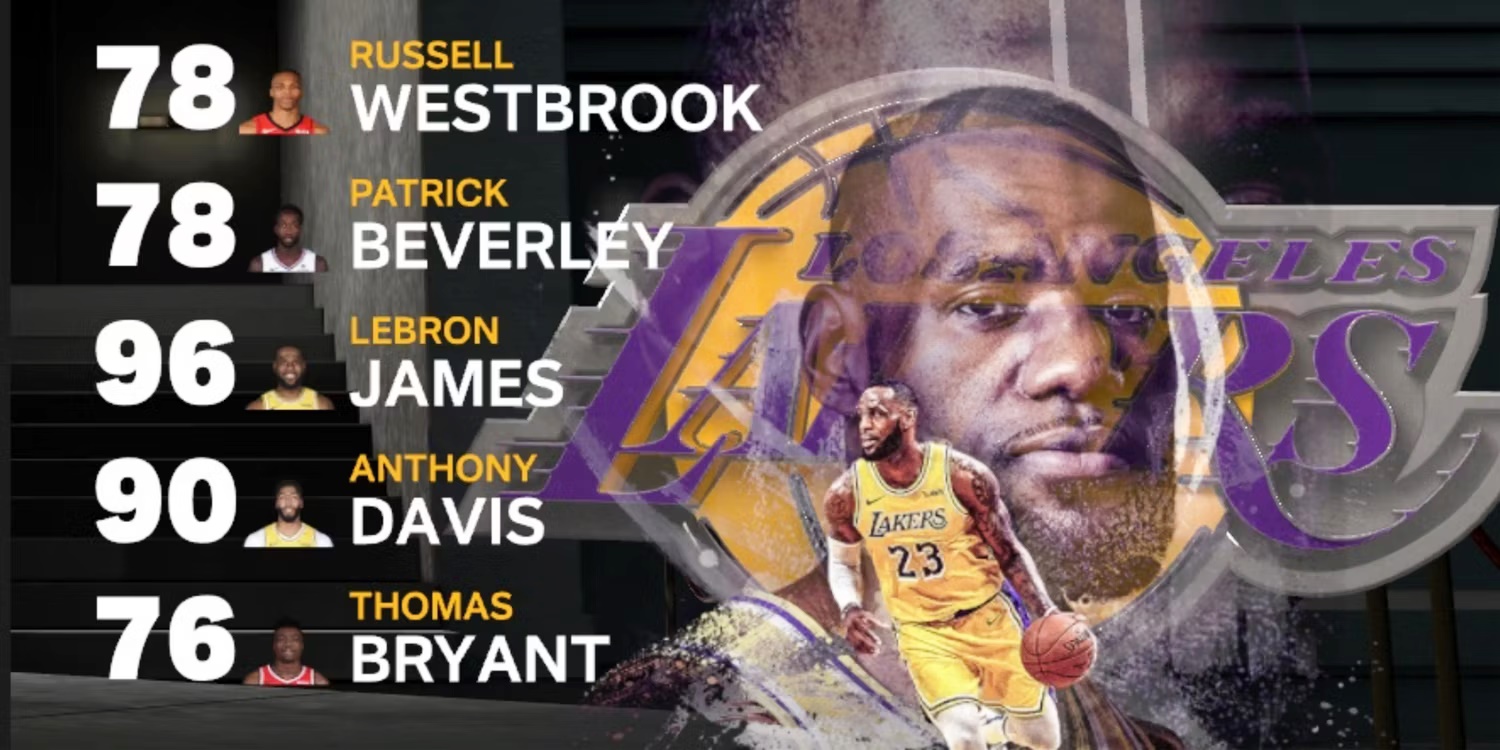 78
RUSSELL
WESTBROOK
78
PATRICK
BEVERLEY
96
LEBRON
JAMES
90
ANTHONY
DAVIS
76
THOMAS
BRYANT
LOS ANGELES
LAKERS
LAKERS
23